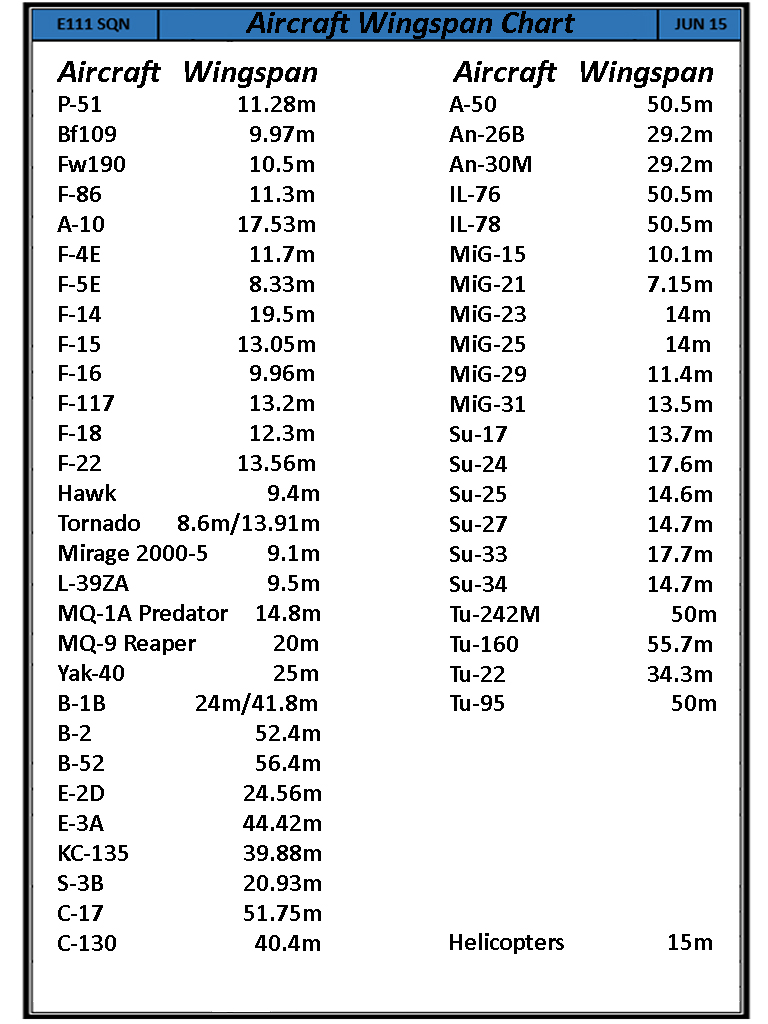 E111 SQN Aircraft Wingspan Chart JUN 15
Aircraft Wingspan
P-51 11.28m
Bf109 9.97m
Fw190 10.5m
F-86 11.3m
A-10 17.53m
F-4E 11.7m
F-5E 8.33m
F-14 19.5m
F-15 13.05m
F-16 9.96m
F-117 13.2m
F-18 12.3m
F-22 13.56m
Hawk 9.4m
Tornado 8.6m/13.91m
Mirage 2000-5 9.1m
L-39ZA 9.5m
MQ-1A Predator 14.8m
MQ-9 Reaper 20m
Yak-40 25m
B-1B 24m/41.8m
B-2 52.4m
B-52 56.4m
E-2D 24.56m
E-3A 44.42m
KC-135 39.88m
S-3B 20.93m
C-17 51.75m
C-130 40.4m
Aircraft Wingspan
A-50 50.5m
An-26B 29.2m
An-30M 29.2m
IL-76 50.5m
IL-78 50.5m
MiG-15 10.1m
MiG-21 7.15m
MiG-23 14m
MiG-25 14m
MiG-29 11.4m
MiG-31 13.5m
Su-17 13.7m
Su-24 17.6m
Su-25 14.6m
Su-27 14.7m
Su-33 17.7m
Su-34 14.7m
Tu-242M 50m
Tu-160 55.7m
Tu-22 34.3m
Tu-95 50m
Helicopters 15m